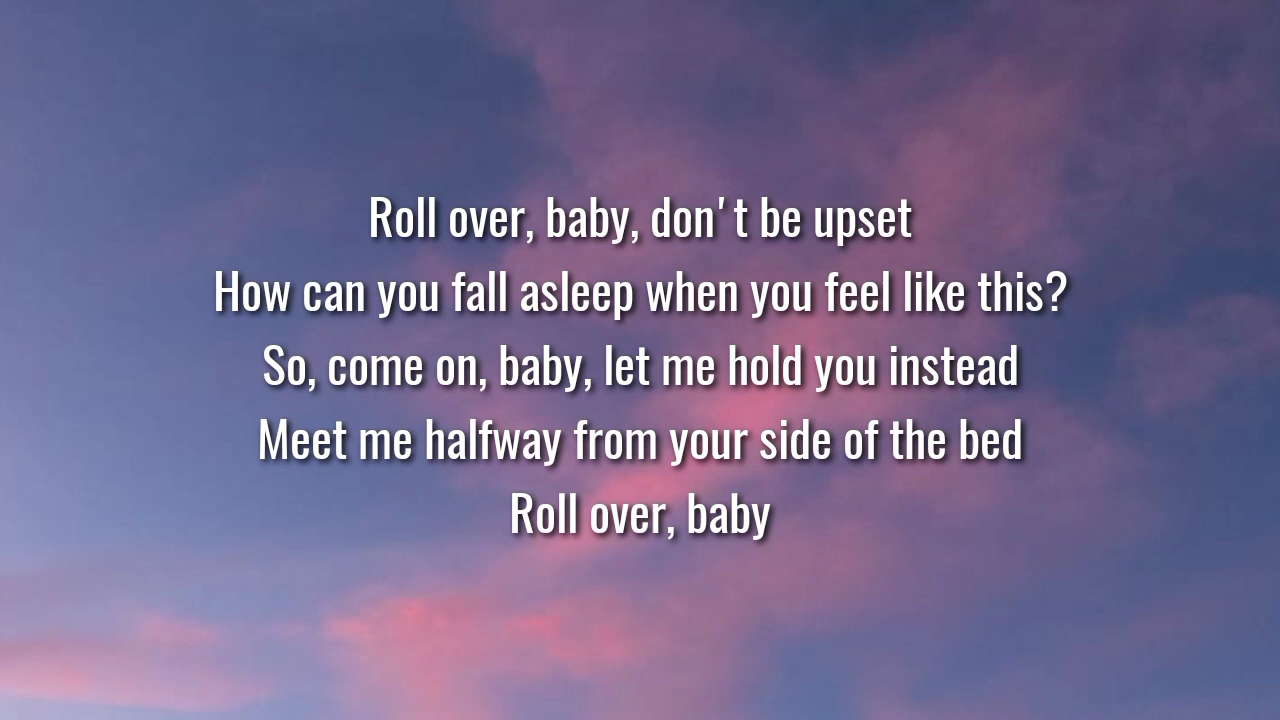 Roll over, baby, don't be upset
How can you fall asleep when you feel like this?
So, come on, baby, let me hold you instead
Meet me halfway from your side of the bed
Roll over, baby